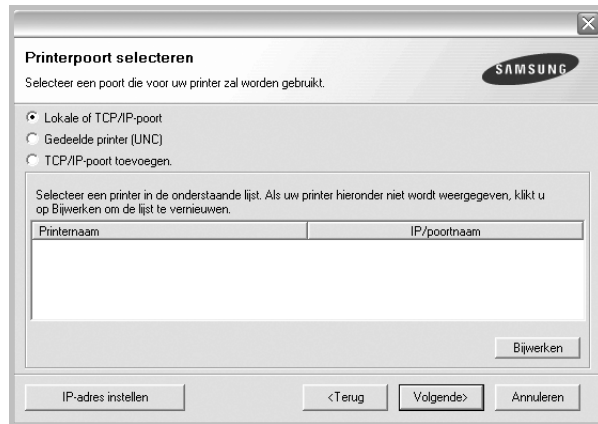 Printerpoort selecteren
Selecteer een poort die voor uw printer zal worden gebruikt.
SAMSUNG
Lokale of TCP/IP-poort
Gedeelde printer (UNC)
TCP/IP-poort toevoegen.
Selecteer een printer in de onderstaande lijst. Als uw printer hieronder niet wordt weergegeven, klikt u
op Bijwerken om de lijst te vernieuwen.
Printernaam IP/poortnaam
Bijwerken
IP-adres instellen <Terug Volgende> Annuleren